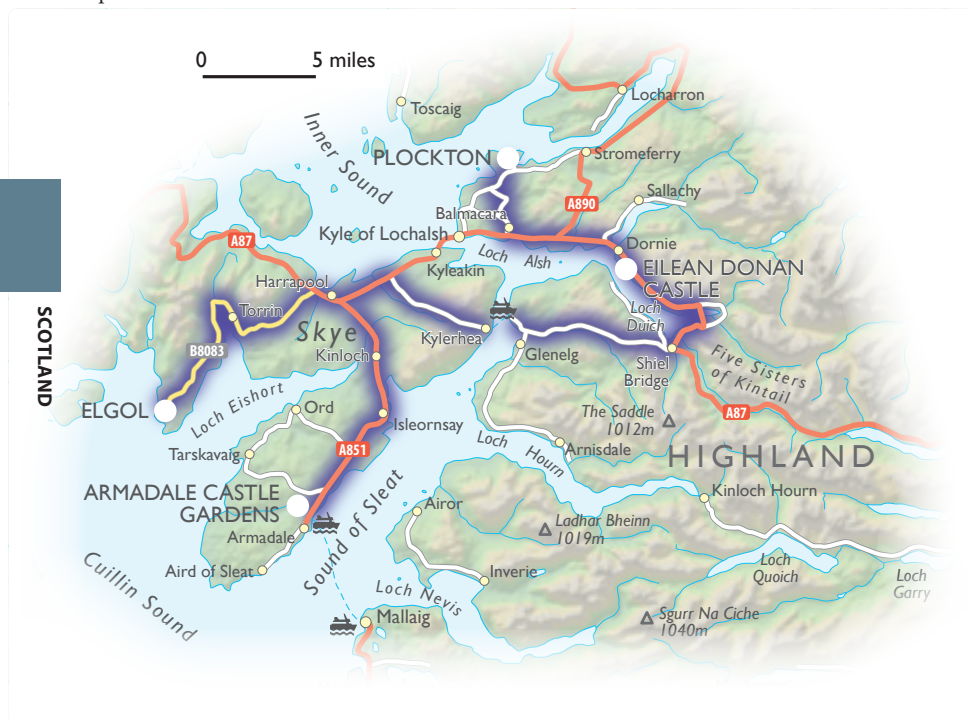 0 5 miles
Toscaig
Locharron
Inner Sound
PLOCKTON
Stromeferry
Sallachy
A890
Balmacara
Kyle of Lochalsh
A87
Dornie
Loch Alsh
Kyleakin
EILEAN DONAN
CASTLE
Harrapool
Loch
Duich
Torrin
Skye
Kylerhea
Glenelg
Shiel
Bridge
Five Sisters
of Kintail
B8083
Kinloch
SCOTLAND
ELGOL
Loch Eishort
Ord
Isleornsay
The Saddle
1012m
A87
Loch
Hourn
Arnisdale
HIGHLAND
Tarskavaig
A851
Kinloch Hourn
ARMADALE CASTLE
GARDENS
Sound of Sleat
Airor
Ladhar Bheinn
1019m
Armadale
Cuillin Sound
Aird of Sleat
Inverie
Loch
Quoich
Loch
Garry
Loch Nevis
Mallaig
Sgurr Na Ciche
1040m